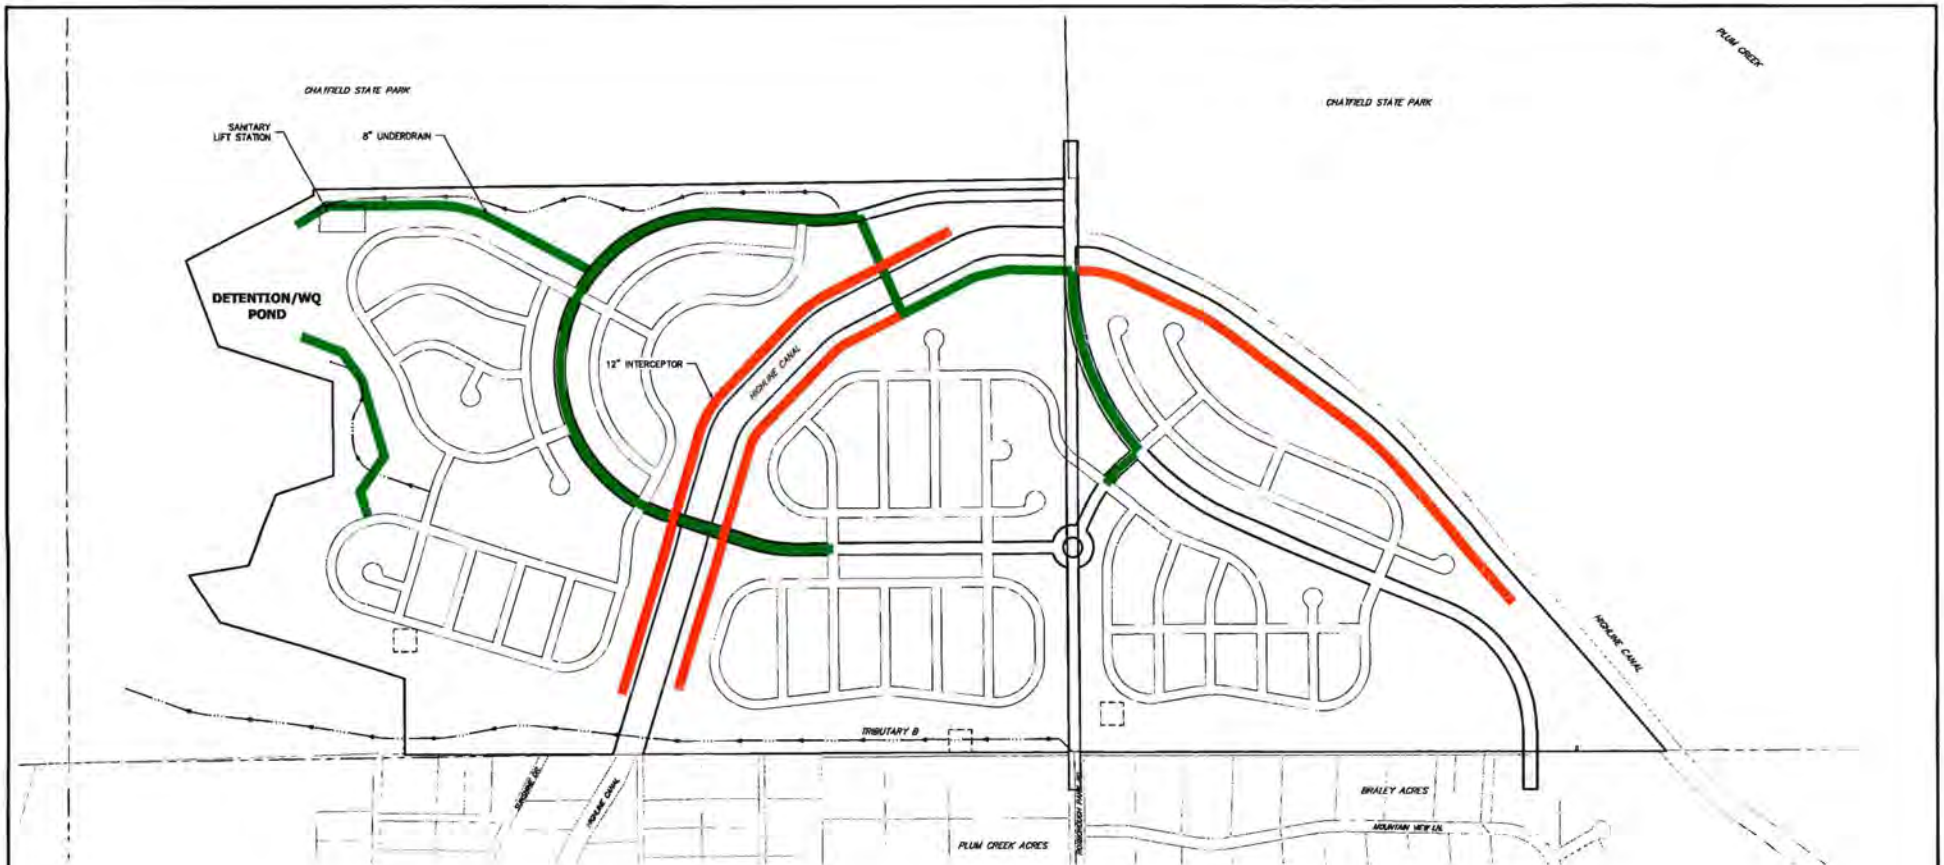 PLUM CREEK
CHATFIELD STATE PARK
CHATFIELD STATE PARK
SANITARY
LIFT STATION
8" UNDERDRAIN
DETENTION/WQ
POND
12" INTERCEPTOR
HIGHLINE CANAL
HIGHLINE CANAL
TRIBUTARY B
HIGHLINE CANAL
BRALEY ACRES
MOUNTAIN VIEW LN.
PLUM CREEK ACRES